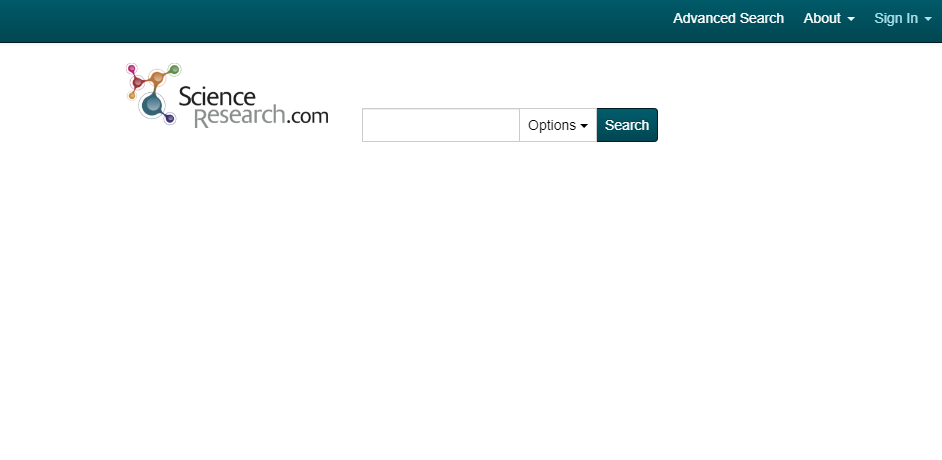 Advanced Search About Sign In
Science
Research.com
Options Search